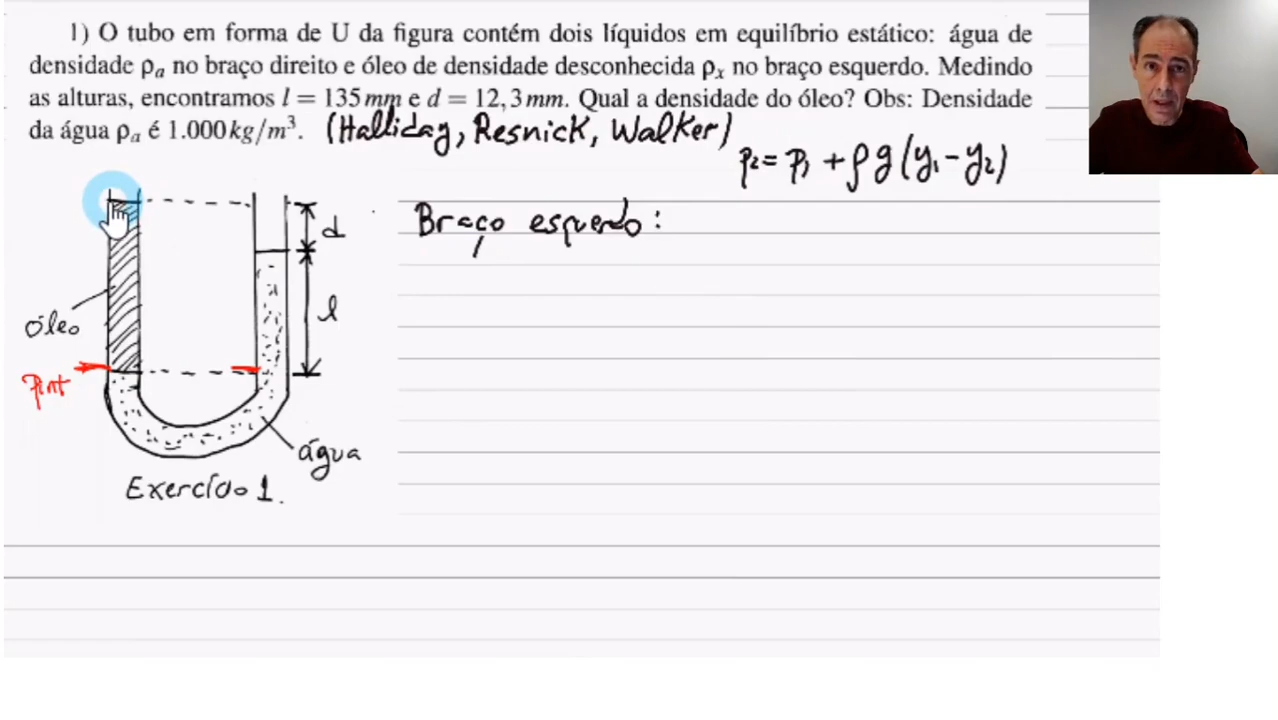 1) O tubo em forma de U da figura contém dois líquidos em equilíbrio estático: água de
densidade ρa no braço direito e óleo de densidade desconhecida ρx no braço esquerdo. Medindo
as alturas, encontramos l = 135 mm e d = 12,3 mm. Qual a densidade do óleo? Obs: Densidade
da água ρa é 1.000 kg/m³. (Halliday, Resnick, Walker)
p2 = p1 + ρg(y1 - y2)
Braço esquerdo:
d
l
óleo
Pint
água
Exercício 1.